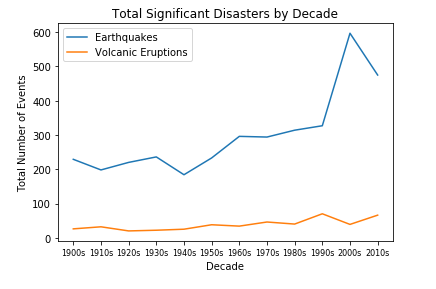 Total Significant Disasters by Decade
Earthquakes
Volcanic Eruptions
Total Number of Events
600
500
400
300
200
100
0
1900s 1910s 1920s 1930s 1940s 1950s 1960s 1970s 1980s 1990s 2000s 2010s
Decade